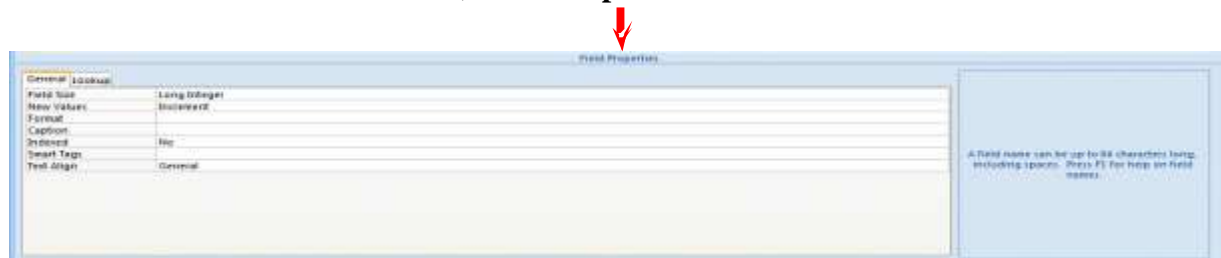 Field Properties
General Lookup
Field Size Long Integer
New Values Increment
Format
Caption
Indexed No
Smart Tags
Text Align General
A field name can be up to 64 characters long,
including spaces. Press F1 for help on field
names.